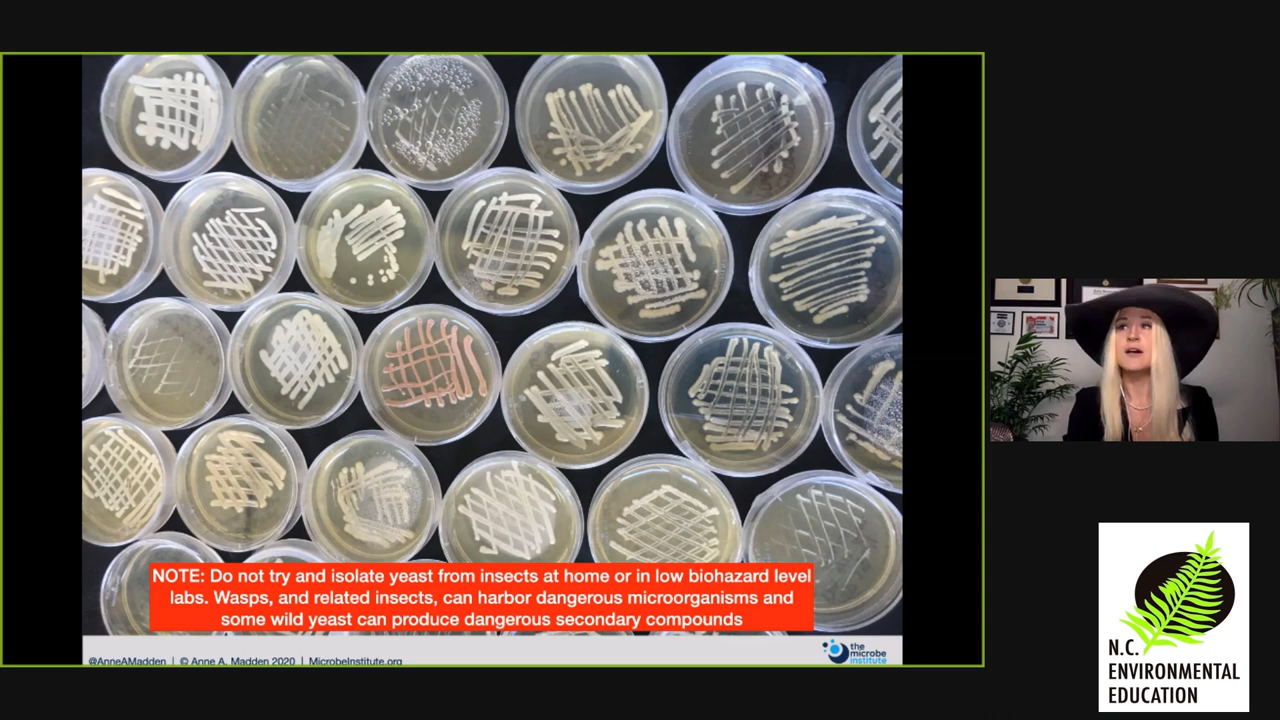 NOTE: Do not try and isolate yeast from insects at home or in low biohazard level
labs. Wasps, and related insects, can harbor dangerous microorganisms and
some wild yeast can produce dangerous secondary compounds
@AnneAMadden | © Anne A. Madden 2020 | MicrobeInstitute.org
the
microbe
institute
N.C.
ENVIRONMENTAL
EDUCATION